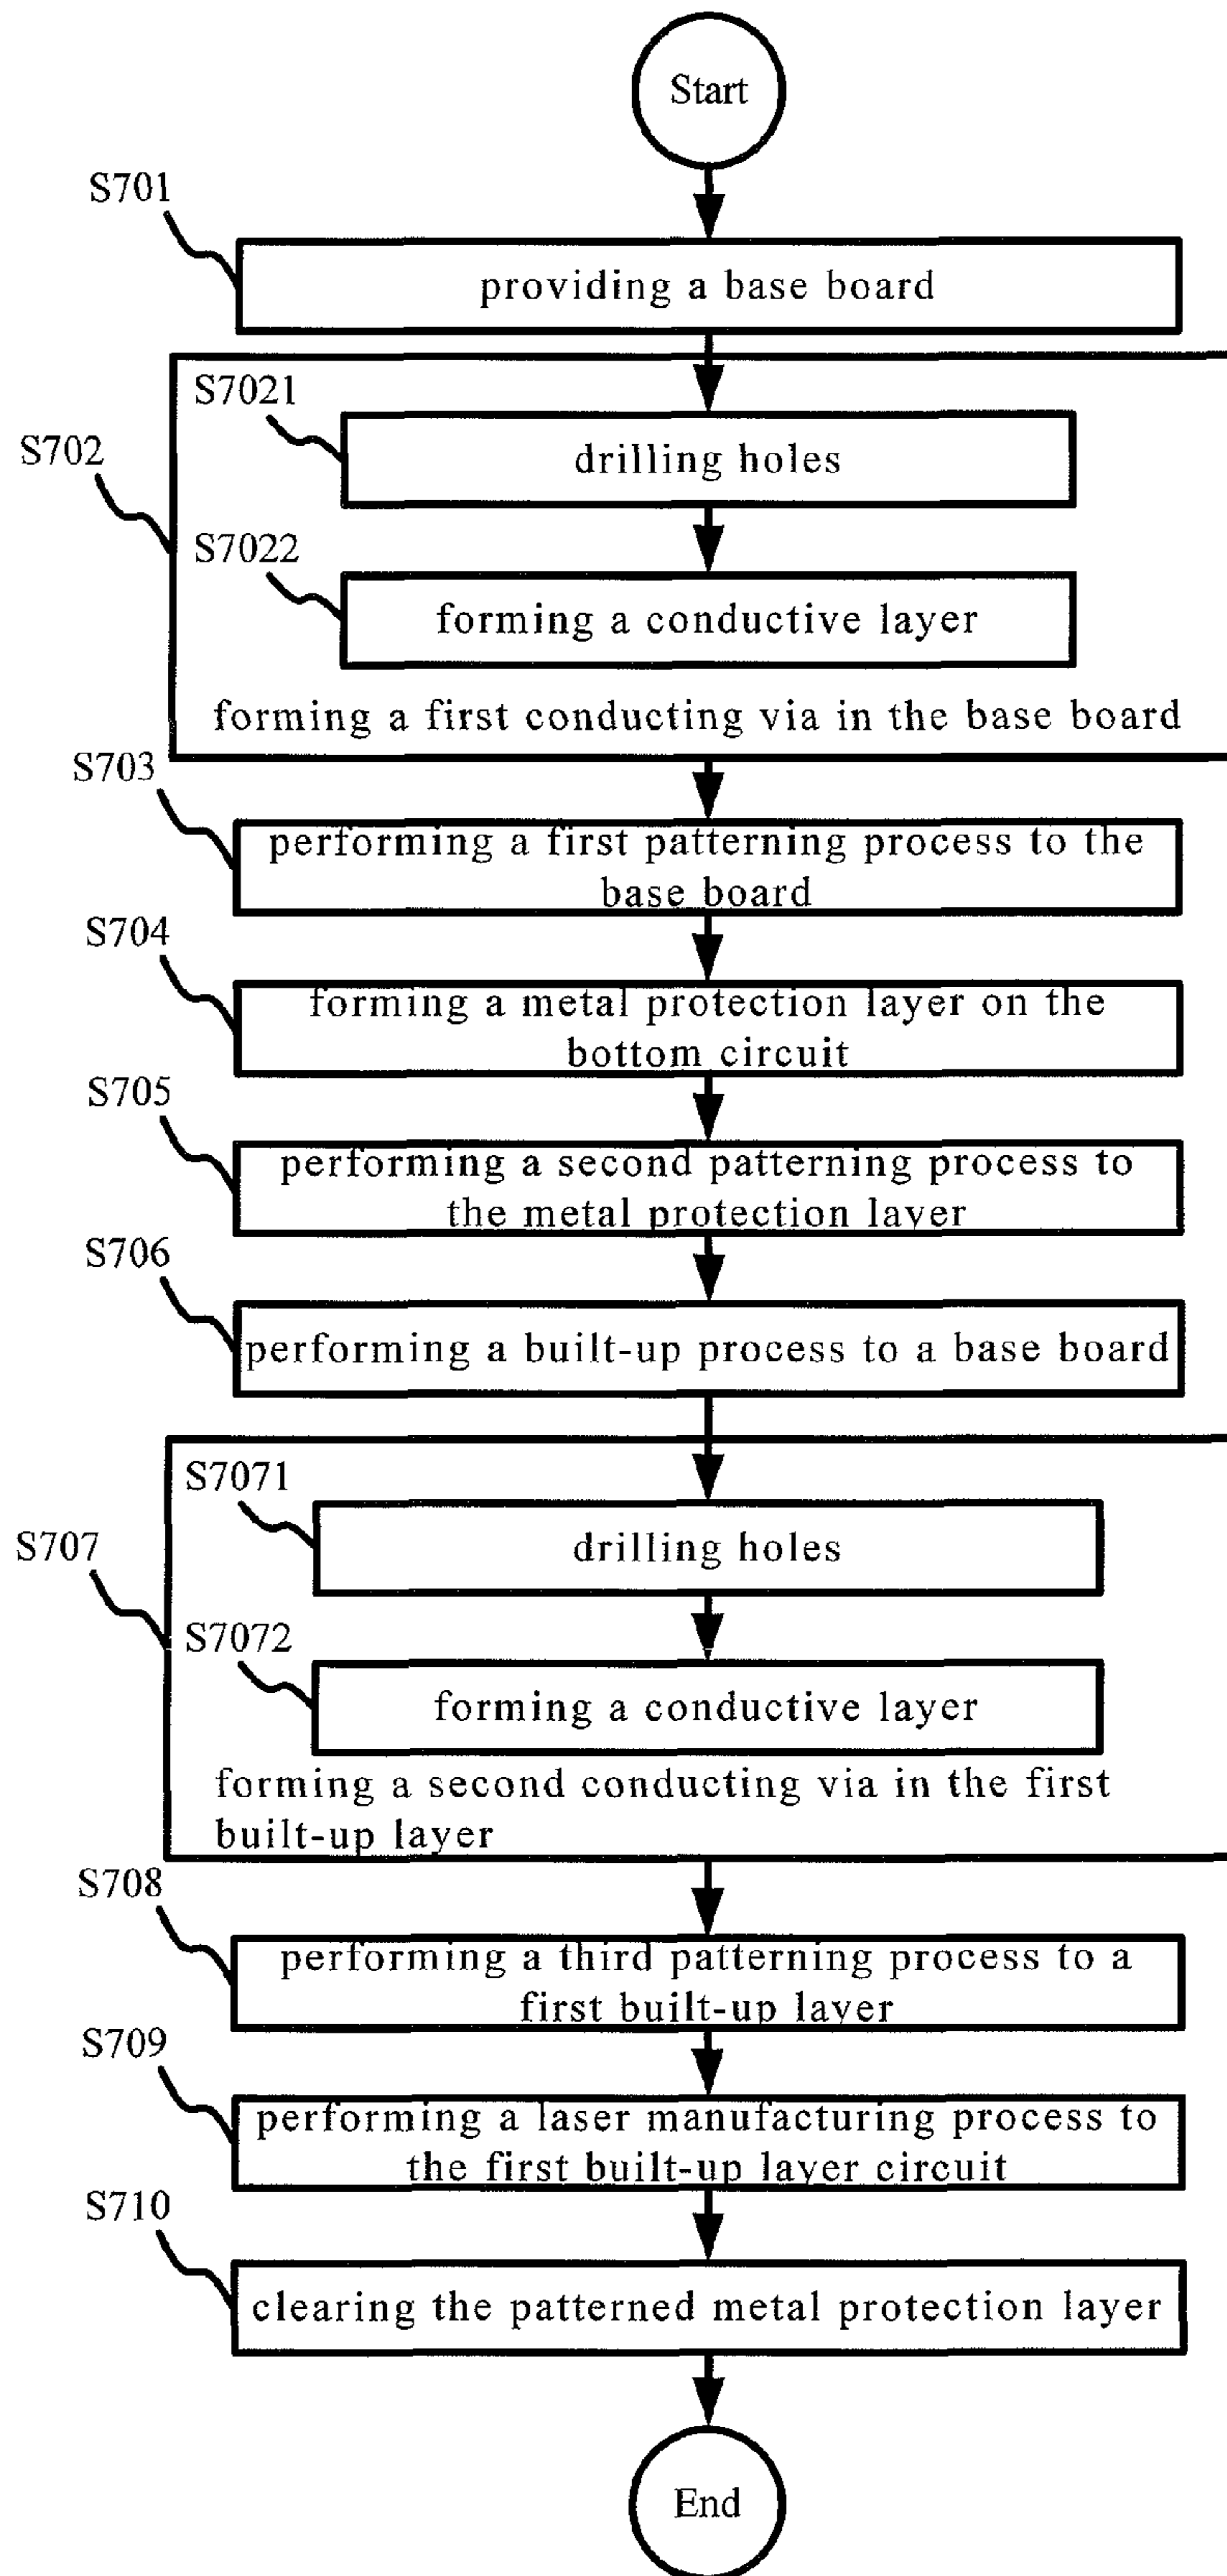 Start
S701
providing a base board
S7021
drilling holes
S702
S7022
forming a conductive layer
forming a first conducting via in the base board
S703
performing a first patterning process to the
base board
S704
forming a metal protection layer on the
bottom circuit
S705
performing a second patterning process to
the metal protection layer
S706
performing a built-up process to a base board
S7071
drilling holes
S707
S7072
forming a conductive layer
forming a second conducting via in the first
built-up layer
S708
performing a third patterning process to a
first built-up layer
S709
performing a laser manufacturing process to
the first built-up layer circuit
S710
clearing the patterned metal protection layer
End